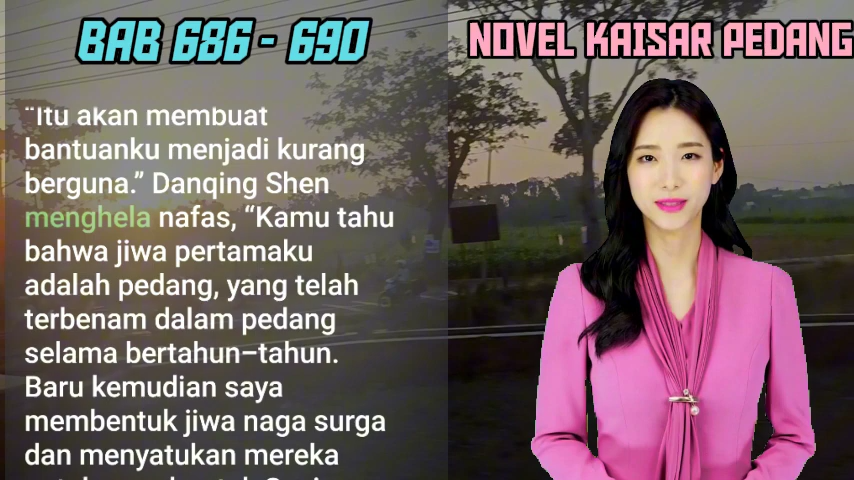 BAB 686 - 690
NOVEL KAISAR PEDANG
“Itu akan membuat
bantuanku menjadi kurang
berguna.” Danqing Shen
menghela nafas, “Kamu tahu
bahwa jiwa pertamaku
adalah pedang, yang telah
terbenam dalam pedang
selama bertahun–tahun.
Baru kemudian saya
membentuk jiwa naga surga
dan menyatukan mereka